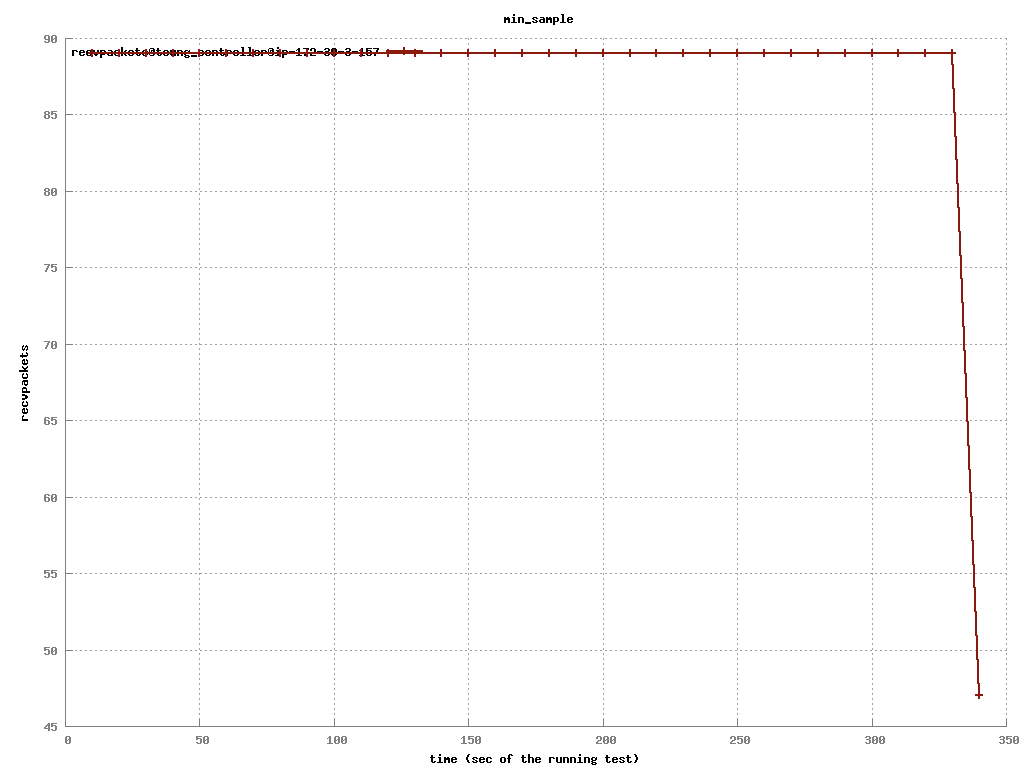 min_sample
90
recvpackets@tsung_controller@ip-172-30-3-157
85
80
75
70
65
60
55
50
45
recvpackets
0 50 100 150 200 250 300 350
time (sec of the running test)